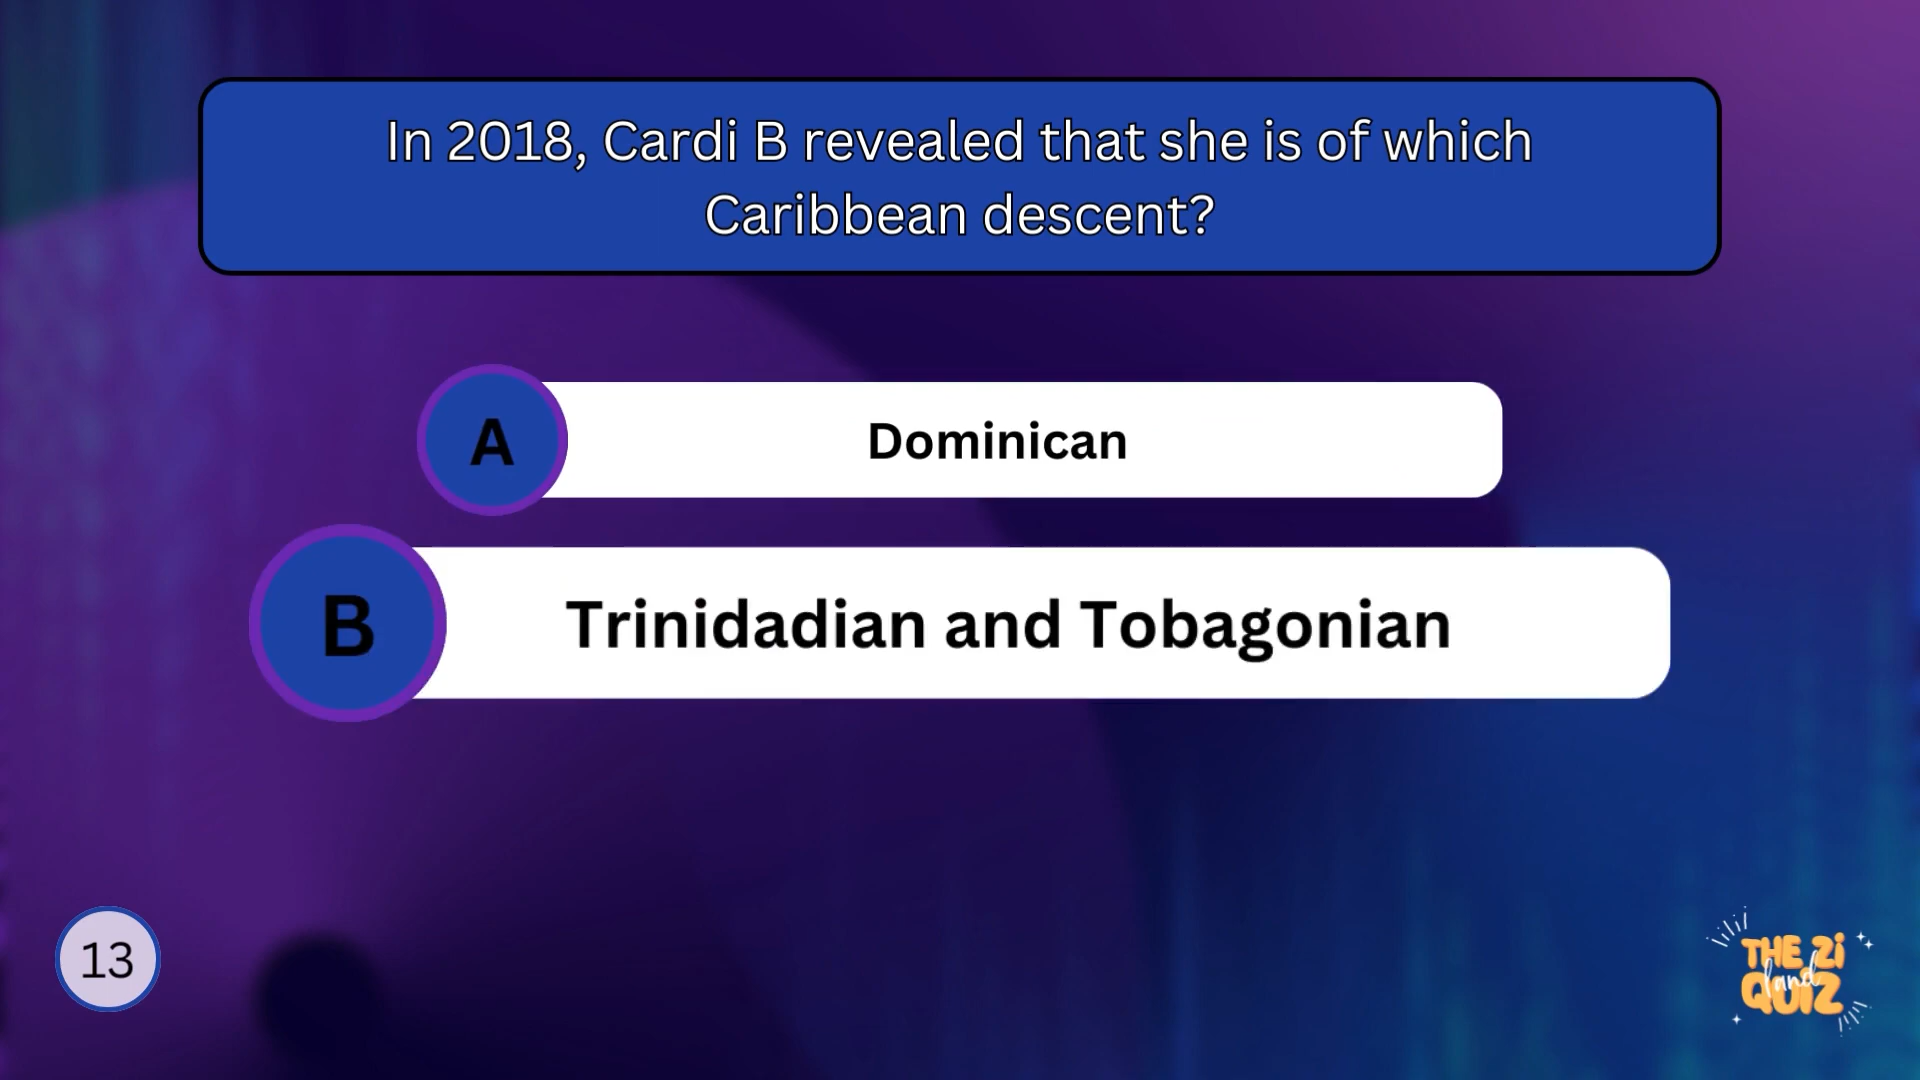 In 2018, Cardi B revealed that she is of which
Caribbean descent?
A
Dominican
B
Trinidadian and Tobagonian
13
THE 2i
land
QUIZ